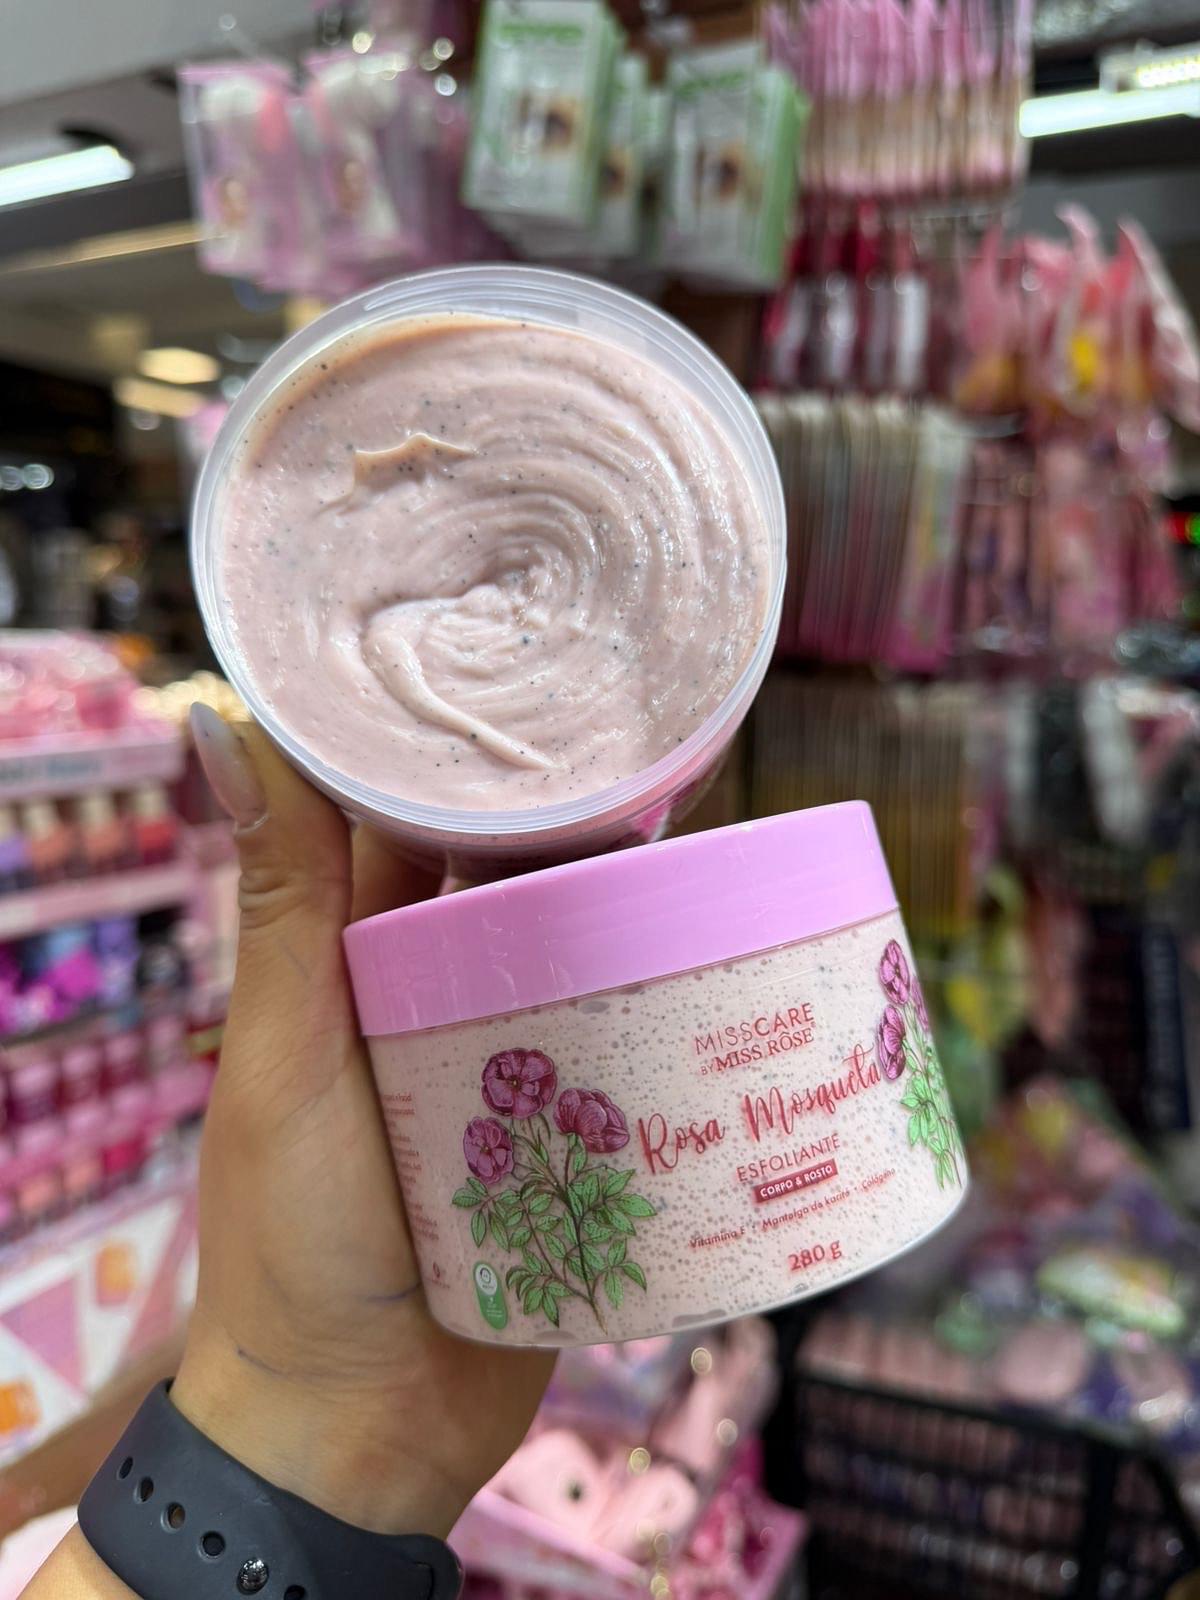 MISSCARE
BY MISS RÔSE
Rosa Mosqueta
ESFOLIANTE
CORPO & ROSTO
Vitamina E • Manteiga de karité • Colágeno
280 g